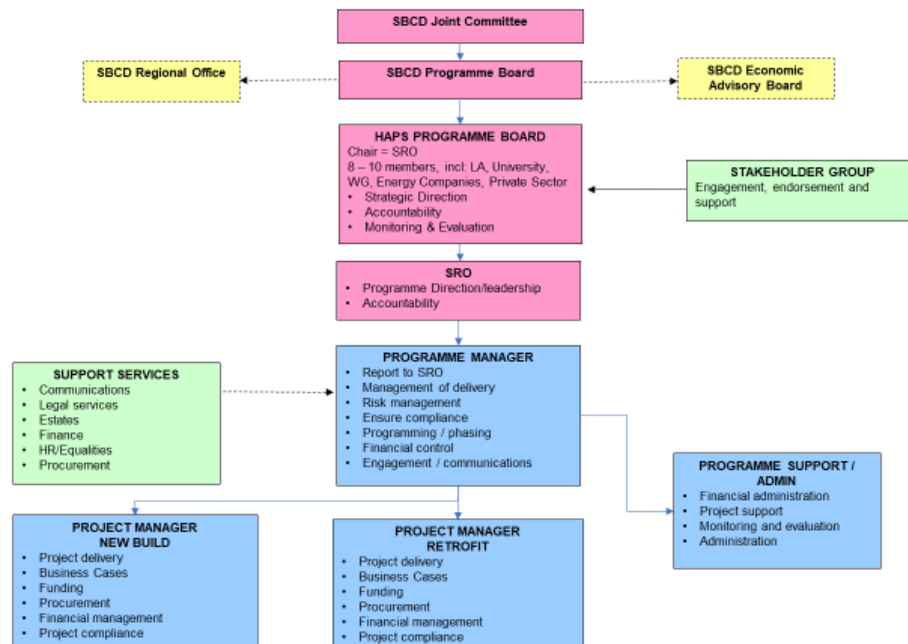 SBCD Joint Committee
SBCD Regional Office
SBCD Programme Board
SBCD Economic
Advisory Board
HAPS PROGRAMME BOARD
Chair = SRO
8 – 10 members, incl: LA, University,
WG, Energy Companies, Private Sector
• Strategic Direction
• Accountability
• Monitoring & Evaluation
STAKEHOLDER GROUP
Engagement, endorsement and
support
SRO
• Programme Direction/leadership
• Accountability
SUPPORT SERVICES
• Communications
• Legal services
• Estates
• Finance
• HR/Equalities
• Procurement
PROGRAMME MANAGER
• Report to SRO
• Management of delivery
• Risk management
• Ensure compliance
• Programming / phasing
• Financial control
• Engagement / communications
PROGRAMME SUPPORT /
ADMIN
• Financial administration
• Project support
• Monitoring and evaluation
• Administration
PROJECT MANAGER
NEW BUILD
• Project delivery
• Business Cases
• Funding
• Procurement
• Financial management
• Project compliance
PROJECT MANAGER
RETROFIT
• Project delivery
• Business Cases
• Funding
• Procurement
• Financial management
• Project compliance